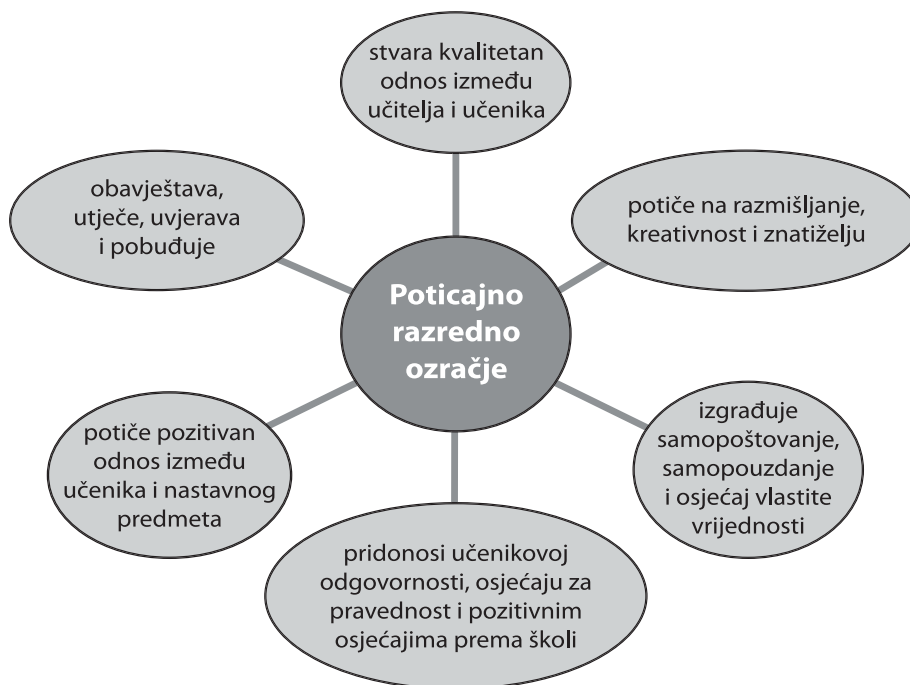 stvara kvalitetan
odnos između
učitelja i učenika
obavještava,
utječe, uvjerava
i pobuđuje
potiče na razmišljanje,
kreativnost i znatiželju
Poticajno
razredno
ozračje
potiče pozitivan
odnos između
učenika i nastavnog
predmeta
izgrađuje
samopoštovanje,
samopouzdanje
i osjećaj vlastite
vrijednosti
pridonosi učenikovoj
odgovornosti, osjećaju za
pravednost i pozitivnim
osjećajima prema školi